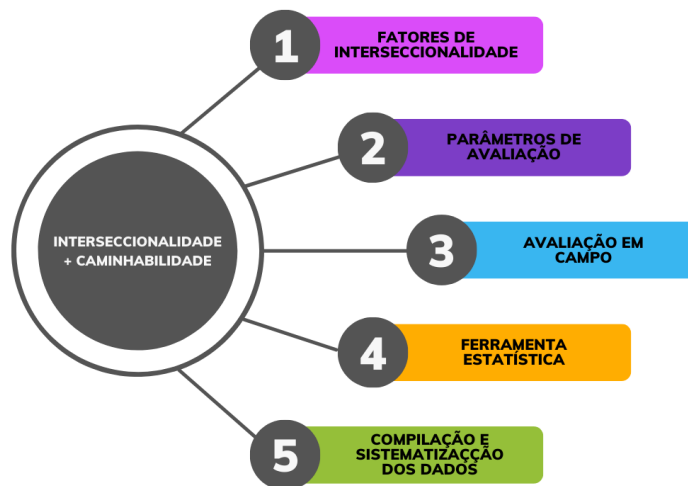 INTERSECCIONALIDADE
+ CAMINHABILIDADE
1
FATORES DE
INTERSECCIONALIDADE
2
PARÂMETROS DE
AVALIAÇÃO
3
AVALIAÇÃO EM
CAMPO
4
FERRAMENTA
ESTATÍSTICA
5
COMPILAÇÃO E
SISTEMATIZAÇÇÃO
DOS DADOS